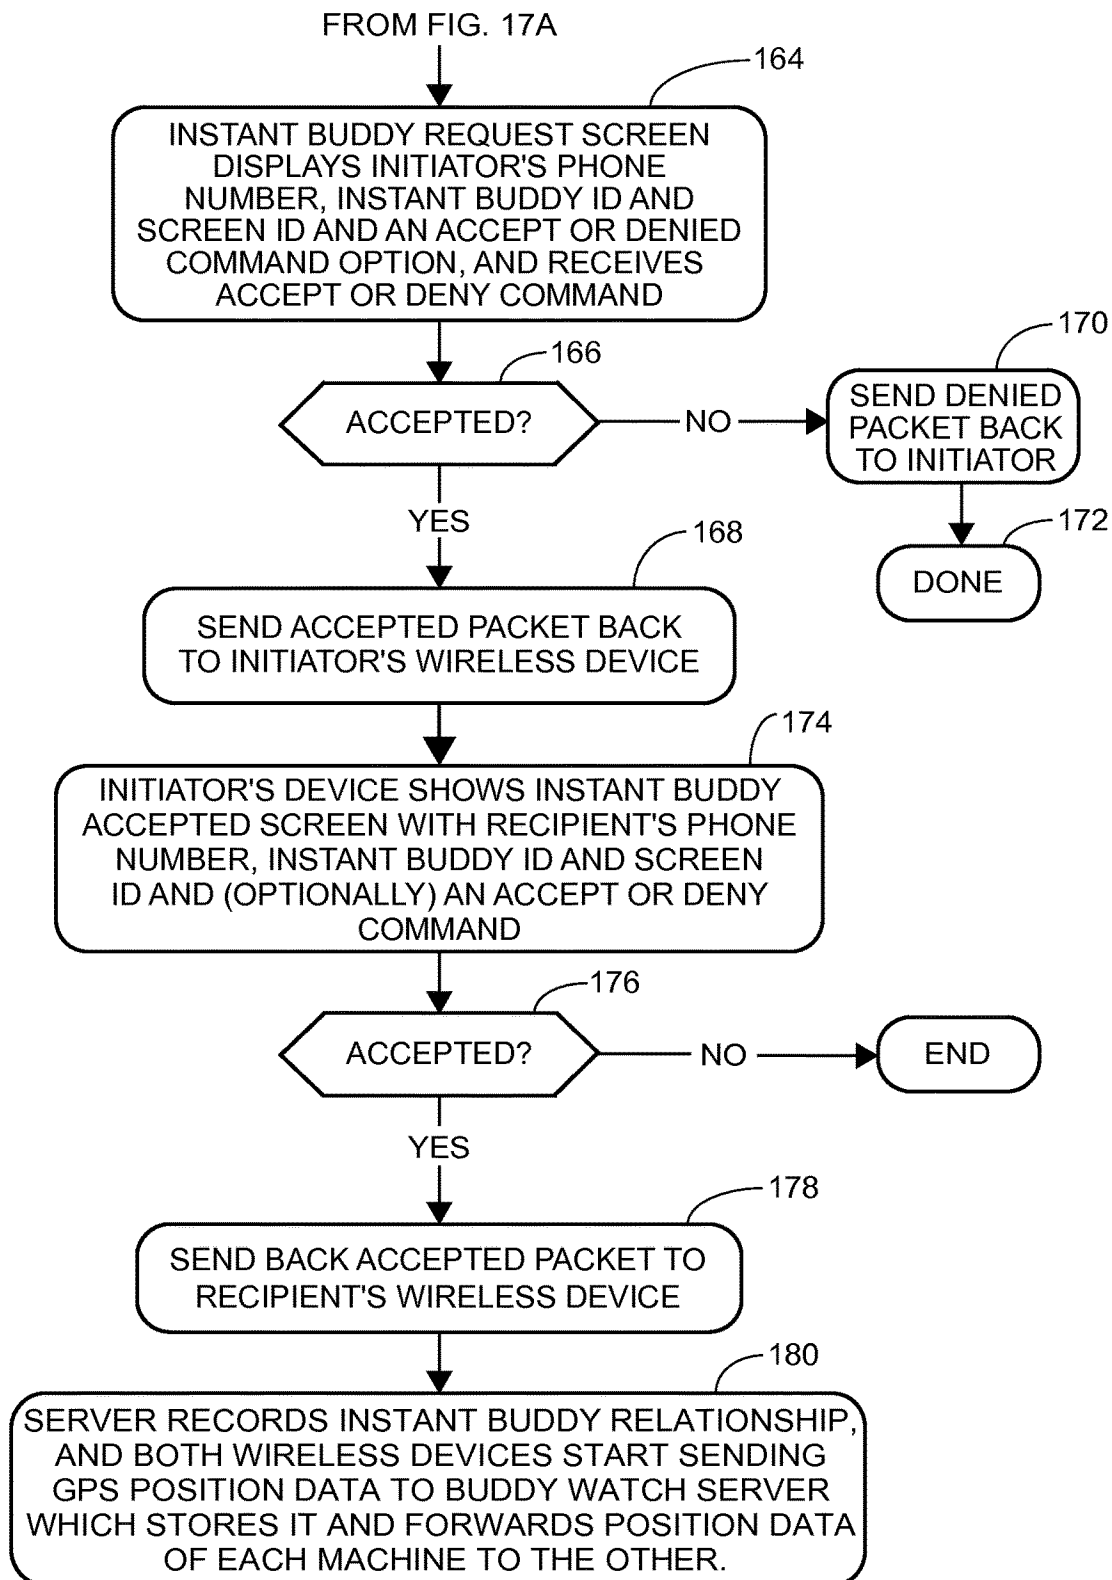 FROM FIG. 17A
164
INSTANT BUDDY REQUEST SCREEN
DISPLAYS INITIATOR'S PHONE
NUMBER, INSTANT BUDDY ID AND
SCREEN ID AND AN ACCEPT OR DENIED
COMMAND OPTION, AND RECEIVES
ACCEPT OR DENY COMMAND
166
ACCEPTED?
NO
170
SEND DENIED
PACKET BACK
TO INITIATOR
172
DONE
YES
168
SEND ACCEPTED PACKET BACK
TO INITIATOR'S WIRELESS DEVICE
174
INITIATOR'S DEVICE SHOWS INSTANT BUDDY
ACCEPTED SCREEN WITH RECIPIENT'S PHONE
NUMBER, INSTANT BUDDY ID AND SCREEN
ID AND (OPTIONALLY) AN ACCEPT OR DENY
COMMAND
176
ACCEPTED?
NO
END
YES
178
SEND BACK ACCEPTED PACKET TO
RECIPIENT'S WIRELESS DEVICE
180
SERVER RECORDS INSTANT BUDDY RELATIONSHIP,
AND BOTH WIRELESS DEVICES START SENDING
GPS POSITION DATA TO BUDDY WATCH SERVER
WHICH STORES IT AND FORWARDS POSITION DATA
OF EACH MACHINE TO THE OTHER.